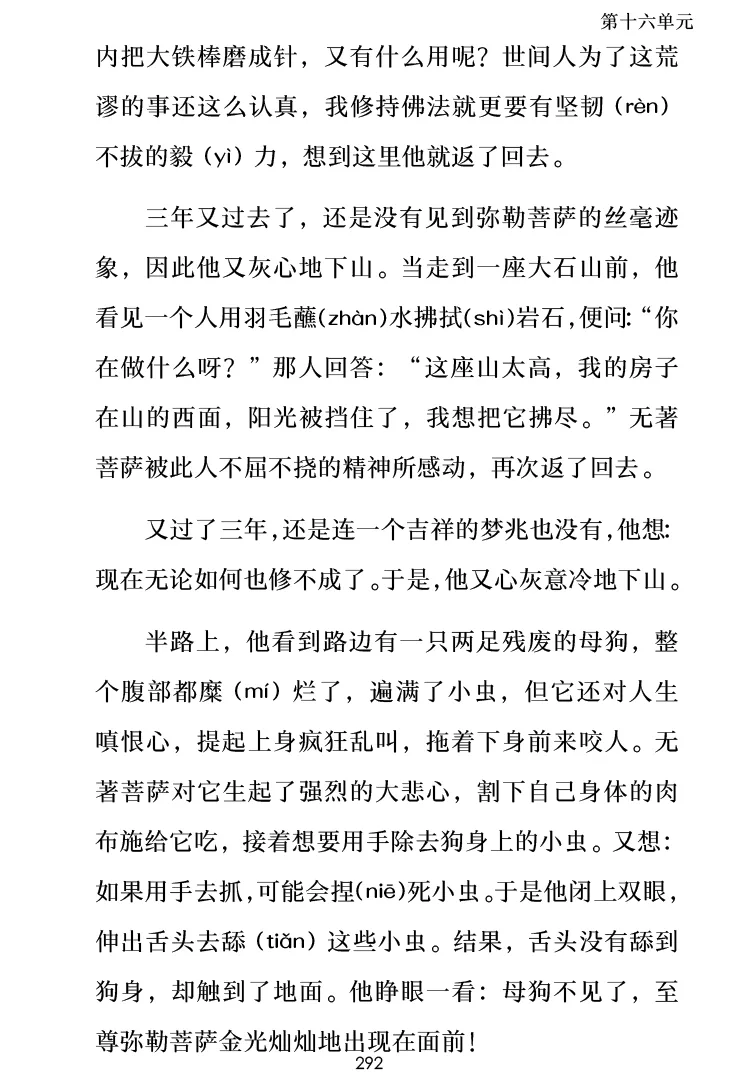 第十六单元
内把大铁棒磨成针，又有什么用呢？世间人为了这荒
谬的事还这么认真，我修持佛法就更要有坚韧（rèn）
不拔的毅（yì）力，想到这里他就返了回去。
三年又过去了，还是没有见到弥勒菩萨的丝毫迹
象，因此他又灰心地下山。当走到一座大石山前，他
看见一个人用羽毛蘸(zhàn)水拂拭(shì)岩石，便问：“你
在做什么呀？”那人回答：“这座山太高，我的房子
在山的西面，阳光被挡住了，我想把它拂尽。”无著
菩萨被此人不屈不挠的精神所感动，再次返了回去。
又过了三年，还是连一个吉祥的梦兆也没有，他想：
现在无论如何也修不成了。于是，他又心灰意冷地下山。
半路上，他看到路边有一只两足残废的母狗，整
个腹部都糜（mí）烂了，遍满了小虫，但它还对人生
嗔恨心，提起上身疯狂乱叫，拖着下身前来咬人。无
著菩萨对它生起了强烈的大悲心，割下自己身体的肉
布施给它吃，接着想要用手除去狗身上的小虫。又想：
如果用手去抓，可能会捏(niē)死小虫。于是他闭上双眼，
伸出舌头去舔（tiǎn）这些小虫。结果，舌头没有舔到
狗身，却触到了地面。他睁眼一看：母狗不见了，至
尊弥勒菩萨金光灿灿地出现在面前！
292